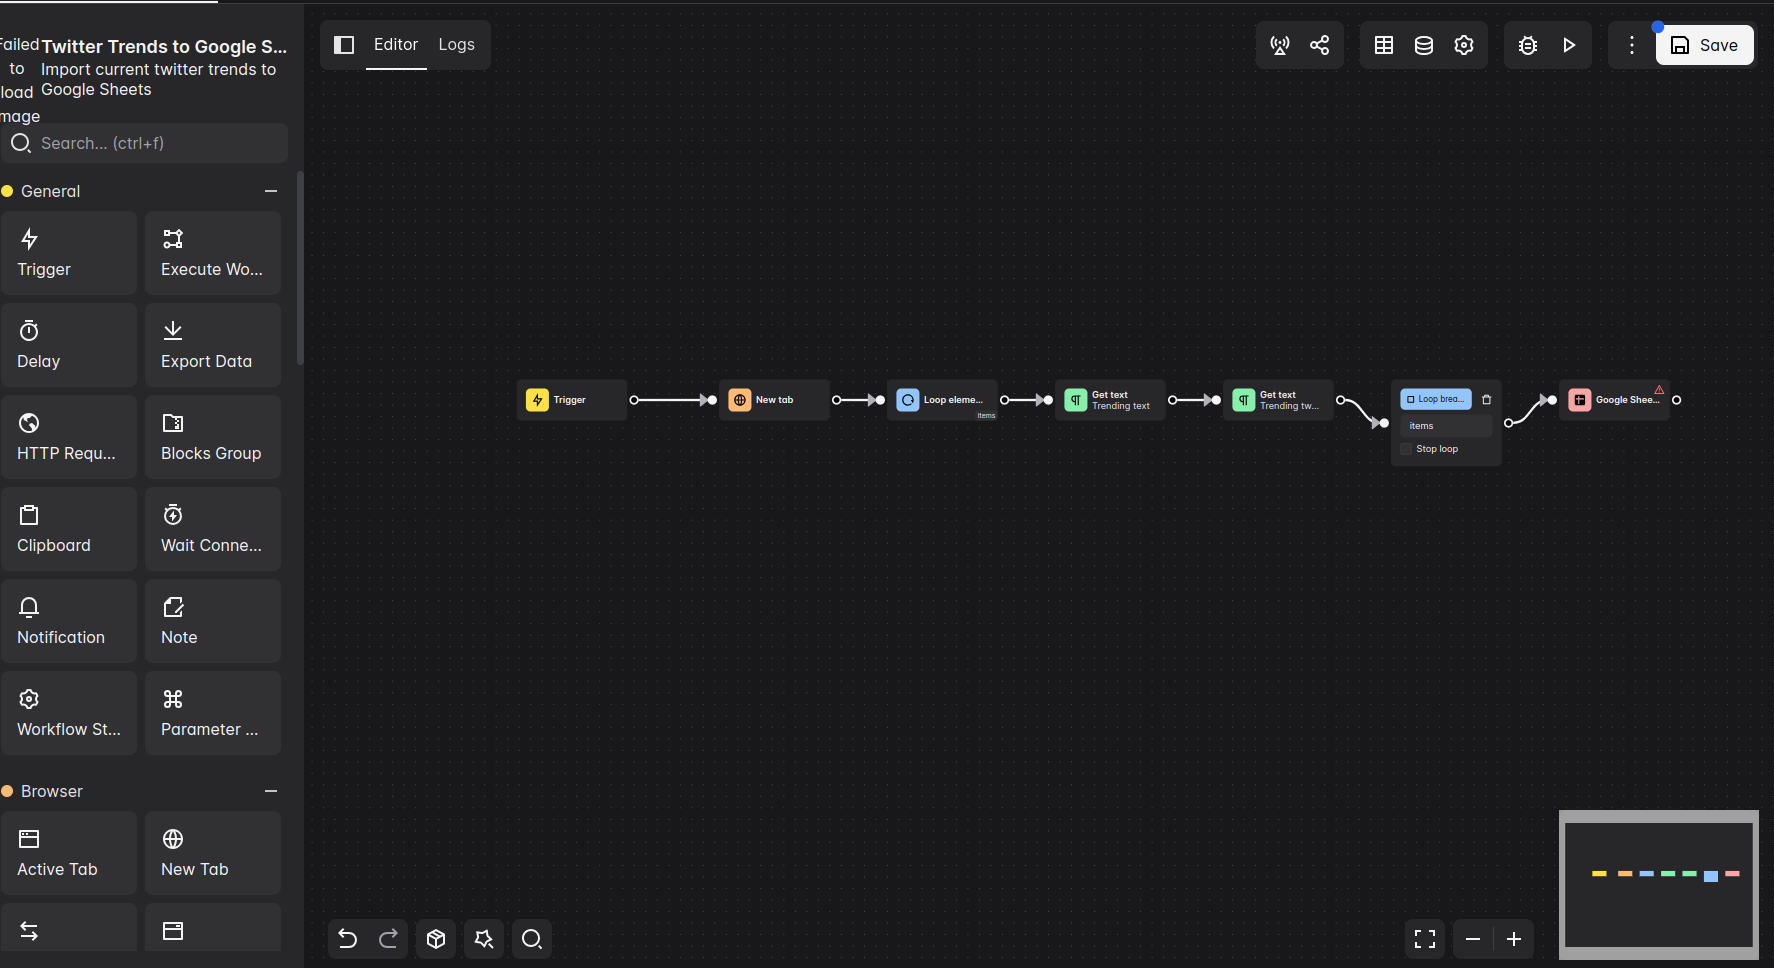 Failed
to
load
image
Twitter Trends to Google S...
Import current twitter trends to
Google Sheets
Search... (ctrl+f)
General
Trigger
Execute Wo...
Delay
Export Data
HTTP Requ...
Blocks Group
Clipboard
Wait Conne...
Notification
Note
Workflow St...
Parameter ...
Browser
Active Tab
New Tab
Editor
Logs
Save
Trigger
New tab
Loop eleme...
items
Get text
Trending text
Get text
Trending tw...
Loop brea...
items
Stop loop
Google Shee...